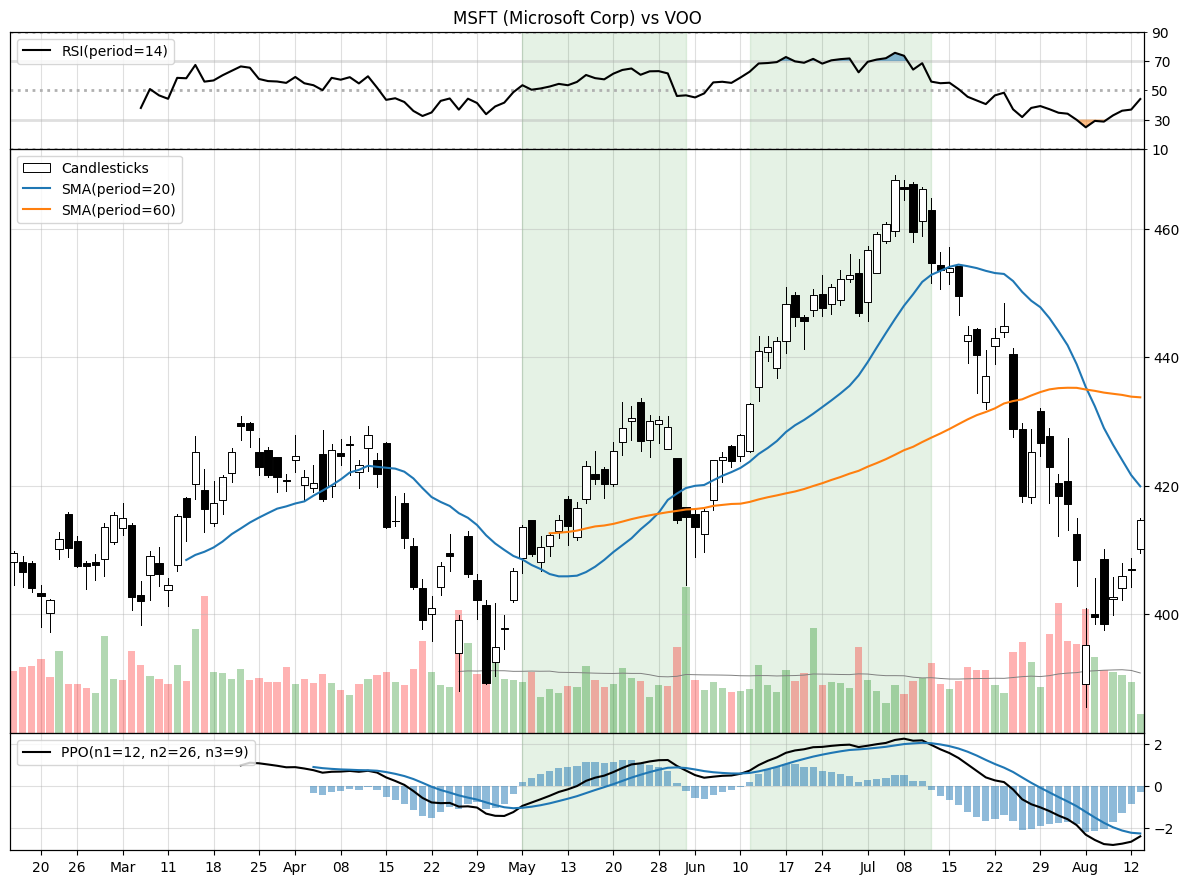 MSFT (Microsoft Corp) vs VOO
RSI(period=14)
90
70
50
30
10
Candlesticks
SMA(period=20)
SMA(period=60)
460
440
420
400
PPO(n1=12, n2=26, n3=9)
2
0
−2
20 26 Mar 11 18 25 Apr 08 15 22 29 May 13 20 28 Jun 10 17 24 Jul 08 15 22 29 Aug 12